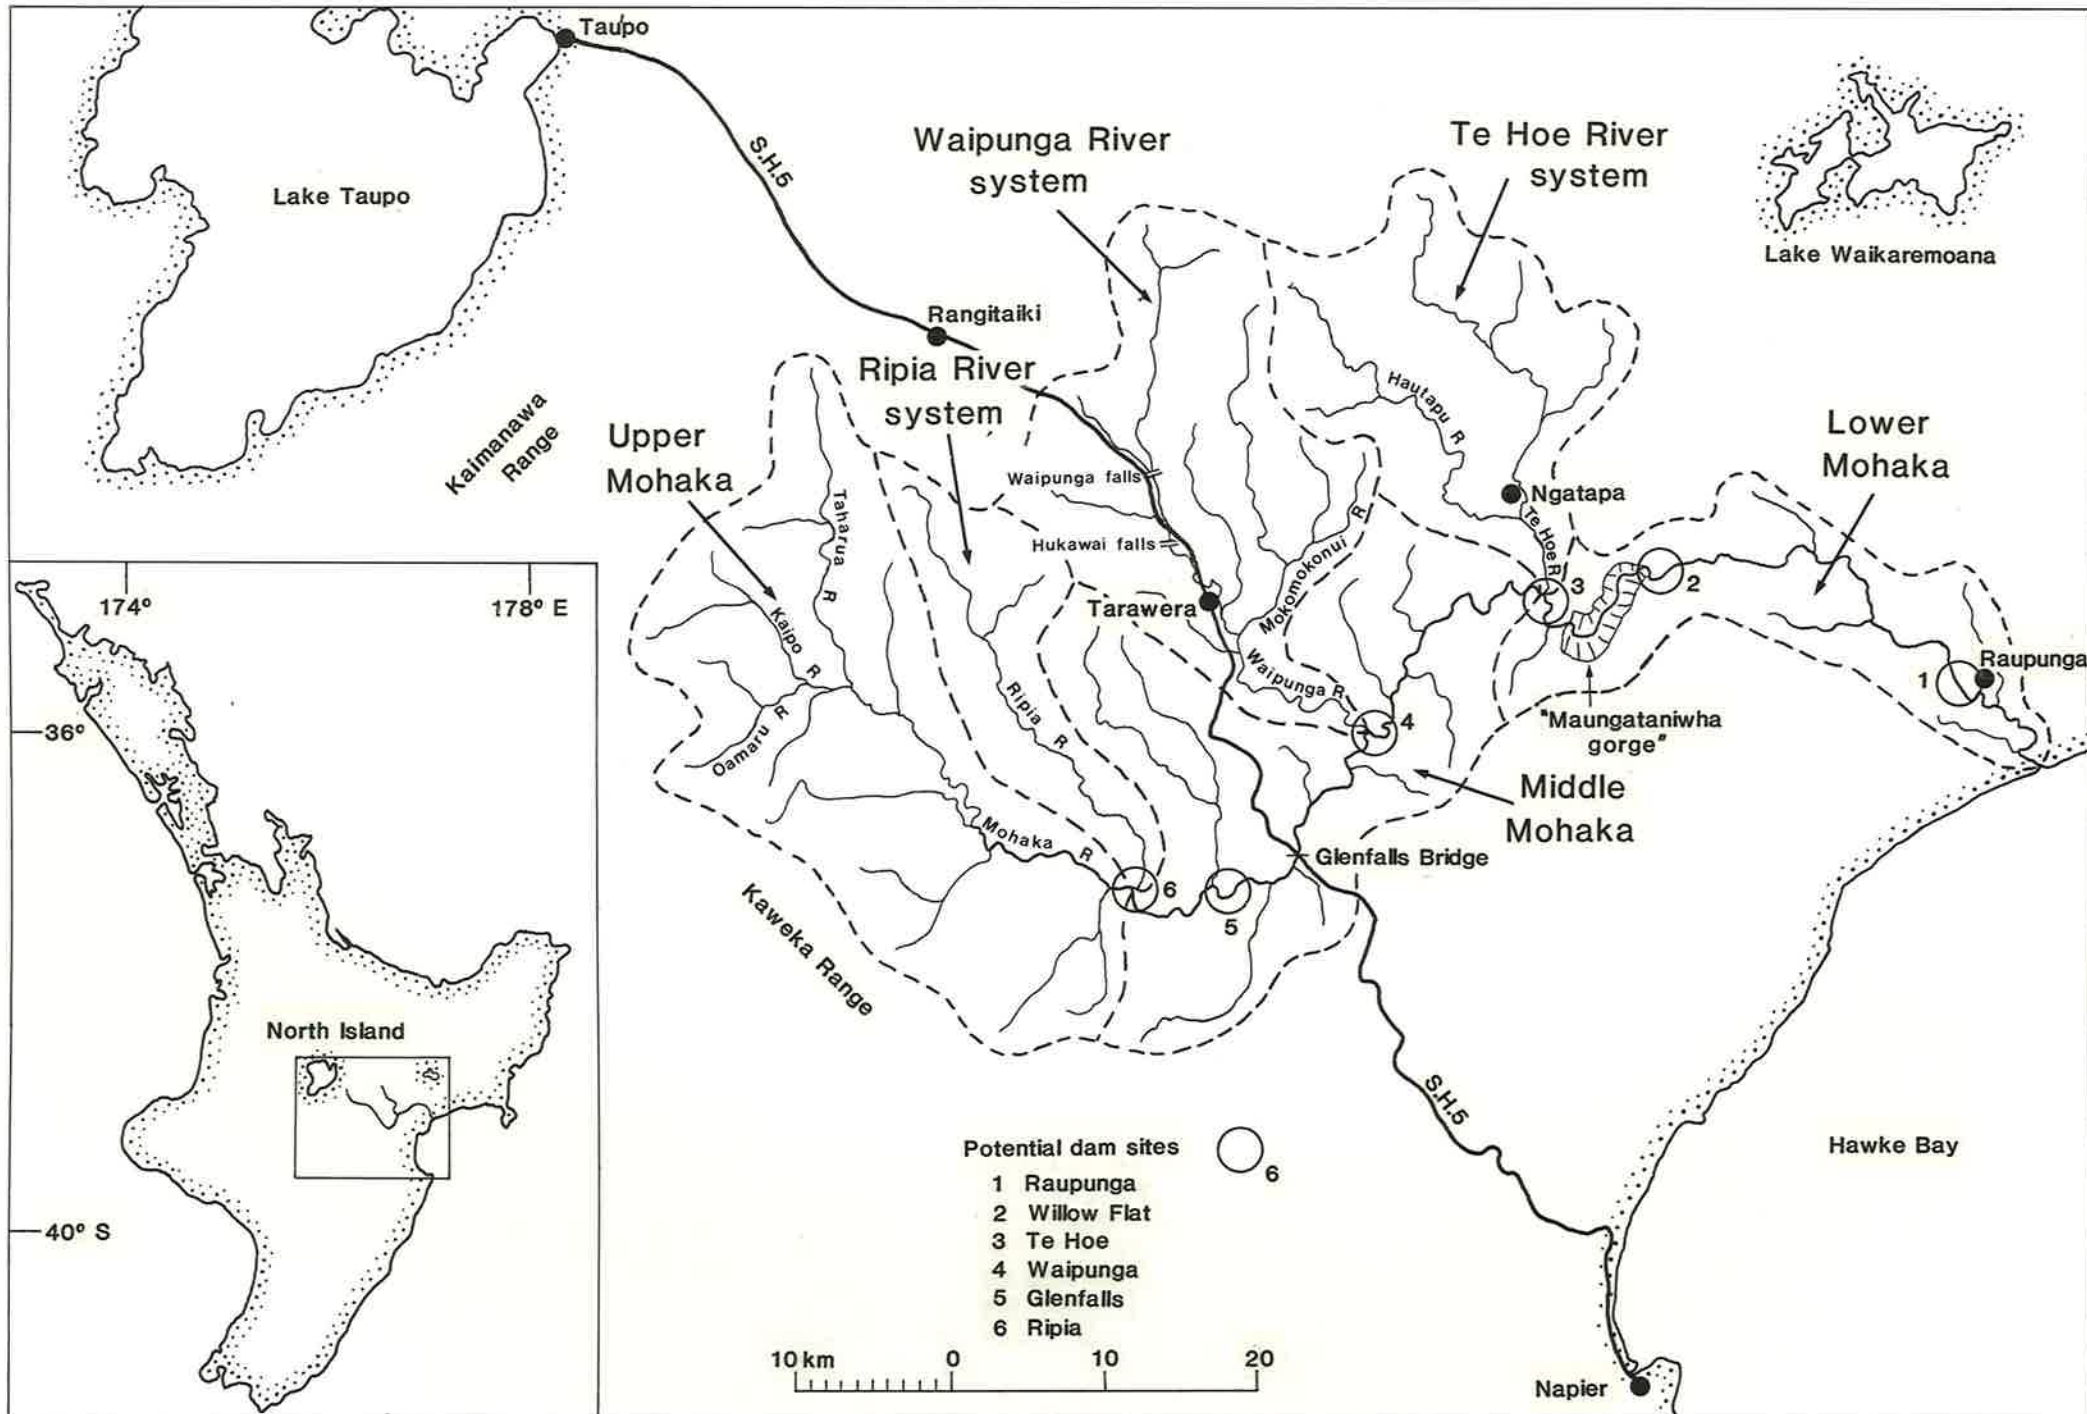 Taupo
S.H.5
Lake Taupo
Waipunga River
system
Te Hoe River
system
Lake Waikaremoana
Rangitaiki
Ripia River
system
Kaimanawa
Range
Upper
Mohaka
Hautapu R
Lower
Mohaka
Waipunga falls
Ngatapa
Taharua R
Hukawai falls
Te Hoe R
Mokomokonui R
3
2
Tarawera
Kaipo R
Waipunga R
Raupunga
1
Ripia R
4
"Maungataniwha
gorge"
Oamaru R
Middle
Mohaka
Mohaka R
Glenfalls Bridge
6
5
Kaweka Range
S.H.5
174°
178° E
36°
North Island
40° S
Hawke Bay
Potential dam sites
6
1 Raupunga
2 Willow Flat
3 Te Hoe
4 Waipunga
5 Glenfalls
6 Ripia
10 km 0 10 20
Napier